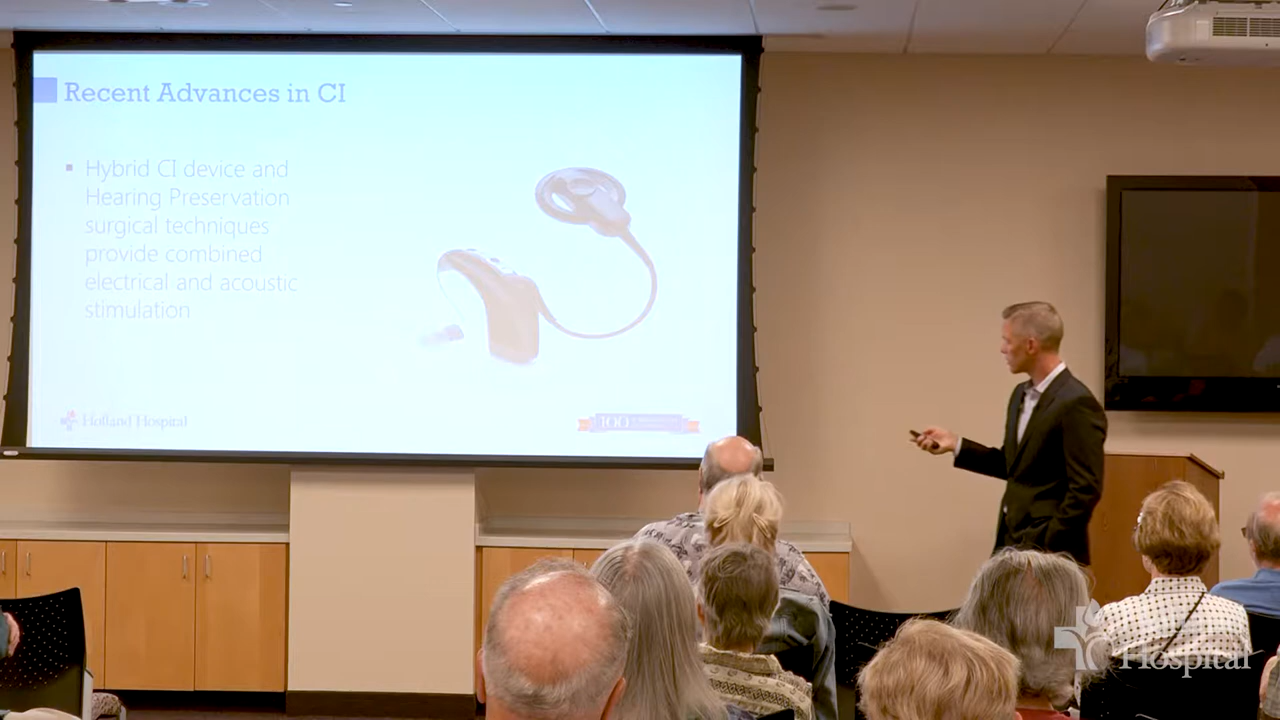 Recent Advances in CI
▪ Hybrid CI device and
Hearing Preservation
surgical techniques
provide combined
electrical and acoustic
stimulation
Holland Hospital
100
Hospital